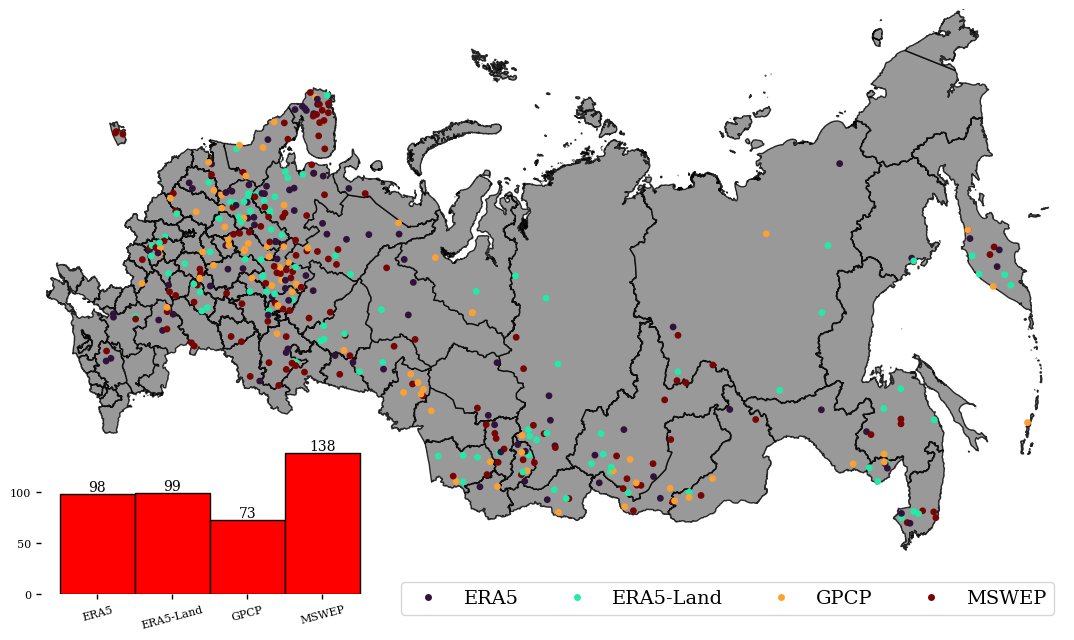 138
98
99
73
100
50
0
ERA5
ERA5-Land
GPCP
MSWEP
ERA5 ERA5-Land GPCP MSWEP